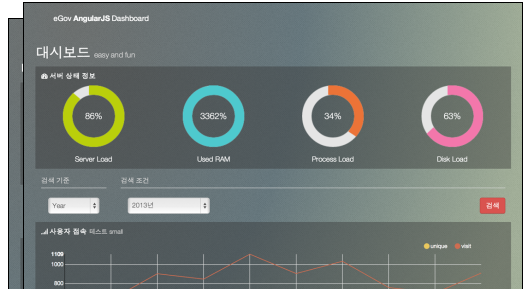 eGov AngularJS Dashboard
대시보드 easy and fun
서버 상태 정보
86% 3362% 34% 63%
Server Load Used RAM Process Load Disk Load
검색 기준 검색 조건
Year 2013년 검색
사용자 접속 테스트 small
unique visit
1109
1000
800